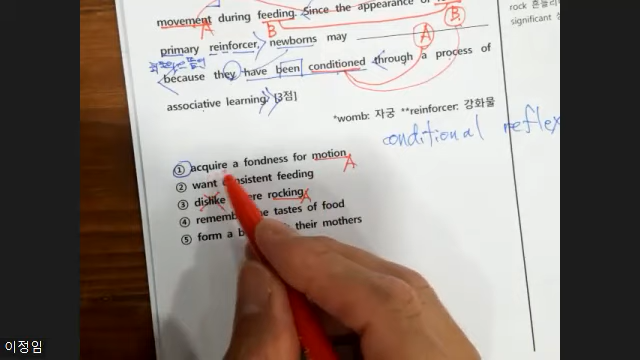 movement during feeding. Since the appearance of
primary reinforcer, newborns may
because they have been conditioned through a process of
associative learning. [3점]
*womb: 자궁 **reinforcer: 강화물
conditional reflex
① acquire a fondness for motion
② want consistent feeding
③ dislike severe rocking
④ remember the tastes of food
⑤ form a bond with their mothers
rock 흔들리
significant
A
B
A
B
A
A
이정임